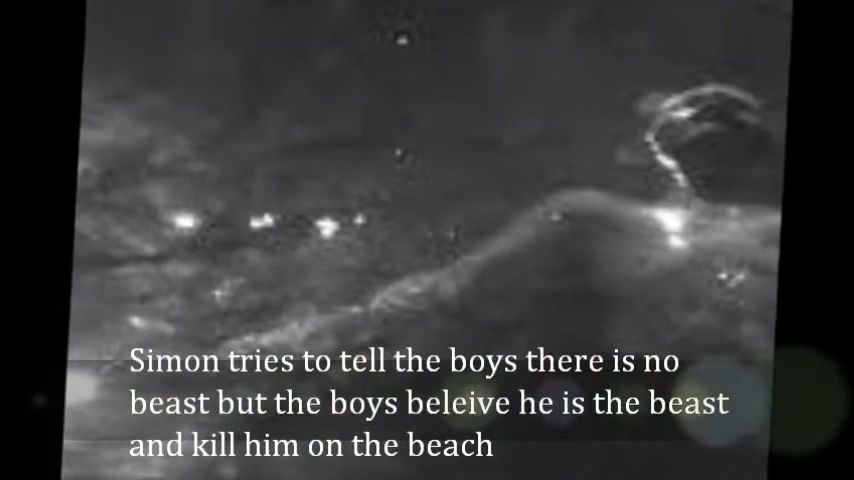 Simon tries to tell the boys there is no
beast but the boys beleive he is the beast
and kill him on the beach